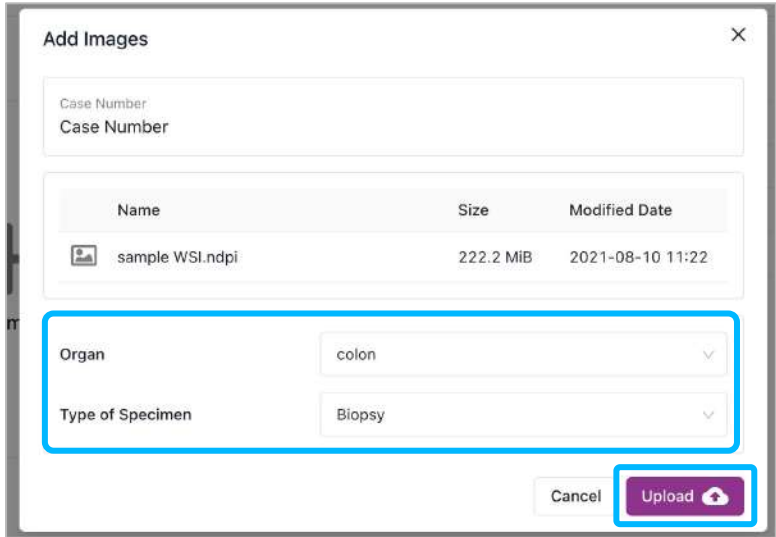 Add Images
Case Number
Case Number
Name Size Modified Date
sample WSI.ndpi 222.2 MiB 2021-08-10 11:22
Organ colon
Type of Specimen Biopsy
Cancel Upload